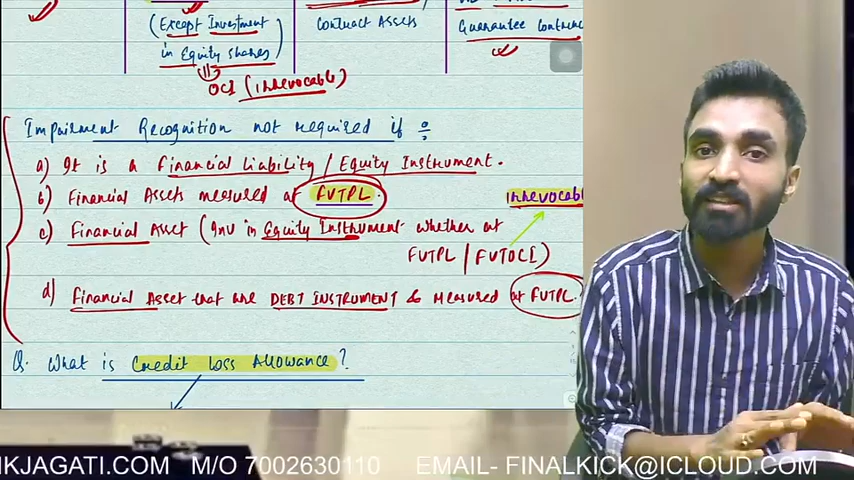 (Except Investment
in Equity shares)
OCI (irrevocable)
Contract Assets
Guarantee
Impairment Recognition not required if :
a) It is a Financial Liability / Equity Instrument.
b) Financial Assets measured at FVTPL.
c) Financial Asset (Inv in Equity Instrument whether at
FVTPL / FVTOCI)
d) Financial Asset that are DEBT INSTRUMENT & Measured at FVTPL.
Q. What is Credit loss Allowance?
NKJAGATI.COM M/O 7002630110 EMAIL- FINALKICK@ICLOUD.COM